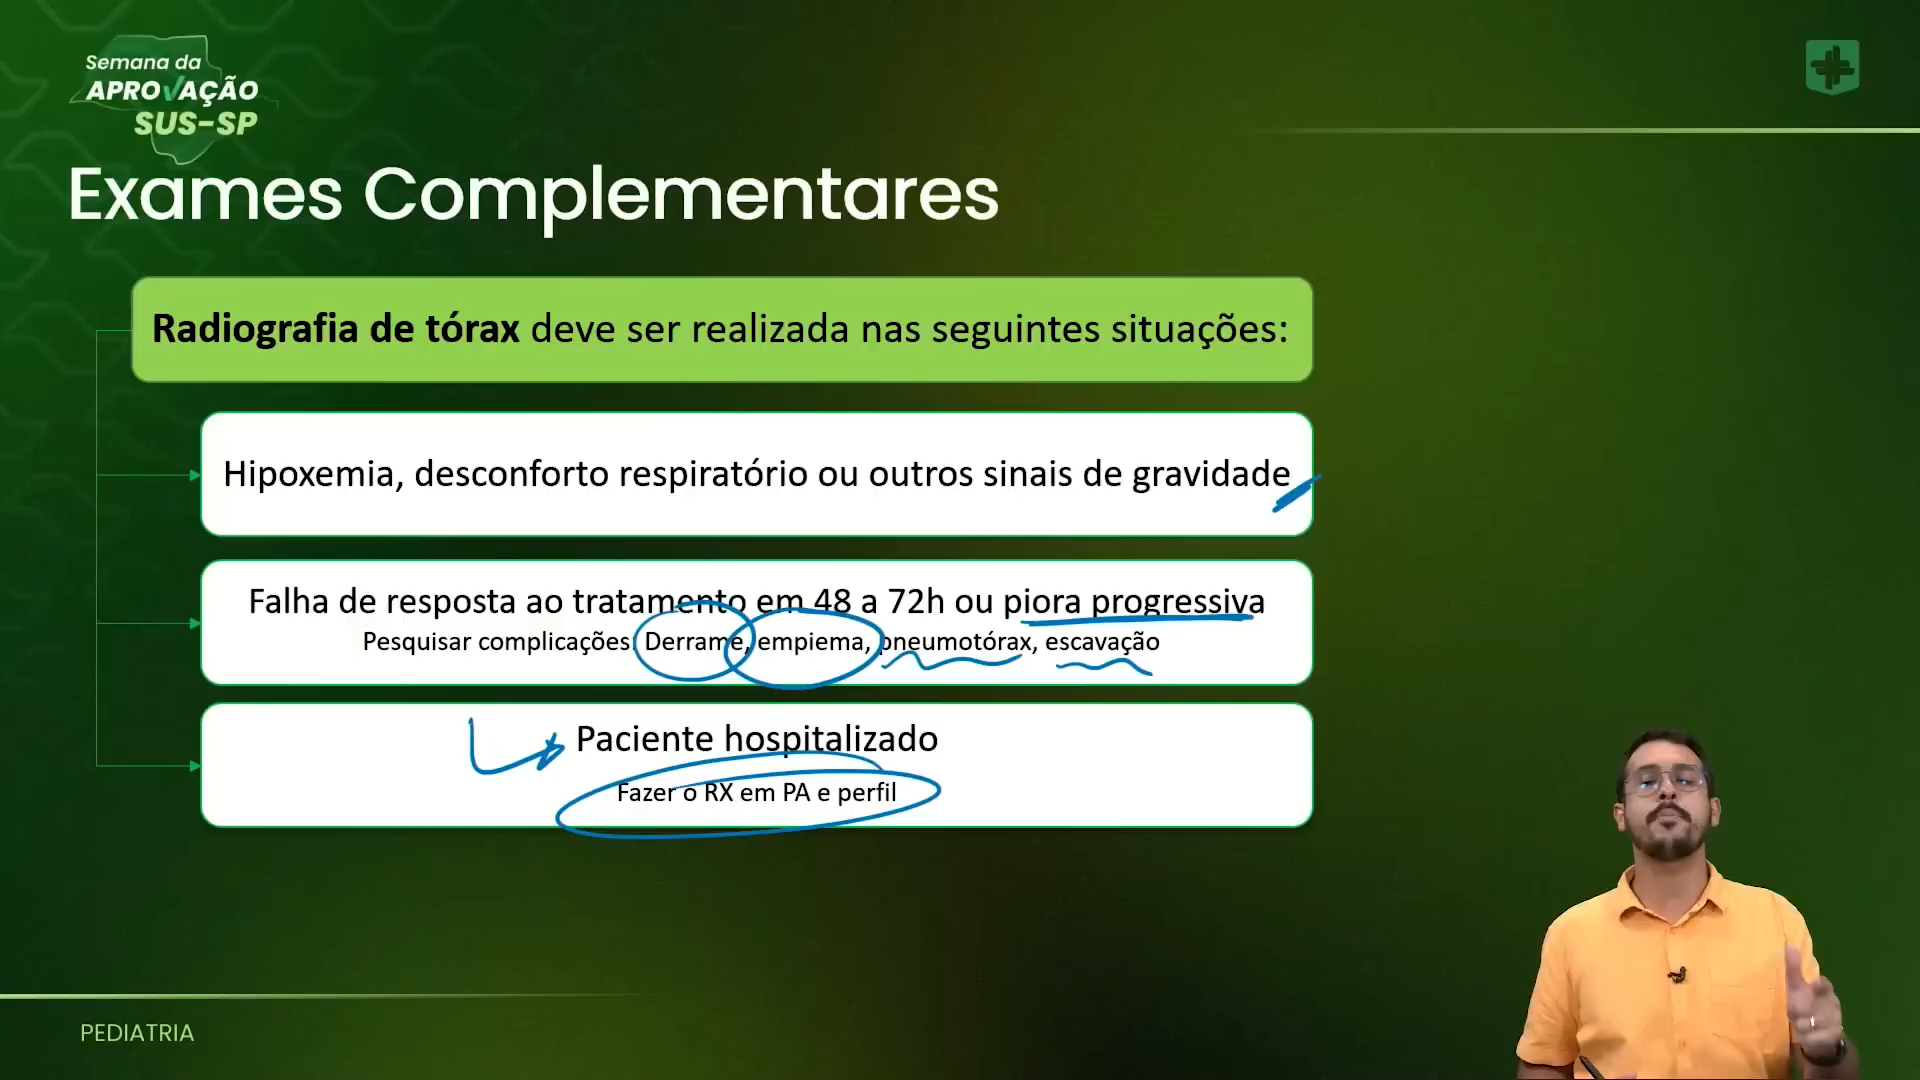 Semana da
APROVAÇÃO
SUS-SP
Exames Complementares
Radiografia de tórax deve ser realizada nas seguintes situações:
Hipoxemia, desconforto respiratório ou outros sinais de gravidade
Falha de resposta ao tratamento em 48 a 72h ou piora progressiva
Pesquisar complicações: Derrame, empiema, pneumotórax, escavação
Paciente hospitalizado
Fazer o RX em PA e perfil
PEDIATRIA